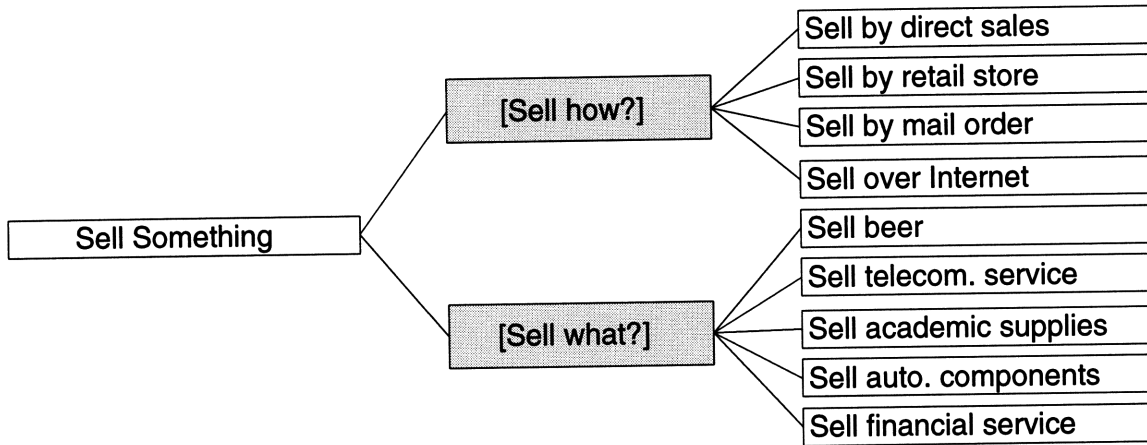 Sell Something
[Sell how?]
Sell by direct sales
Sell by retail store
Sell by mail order
Sell over Internet
[Sell what?]
Sell beer
Sell telecom. service
Sell academic supplies
Sell auto. components
Sell financial service